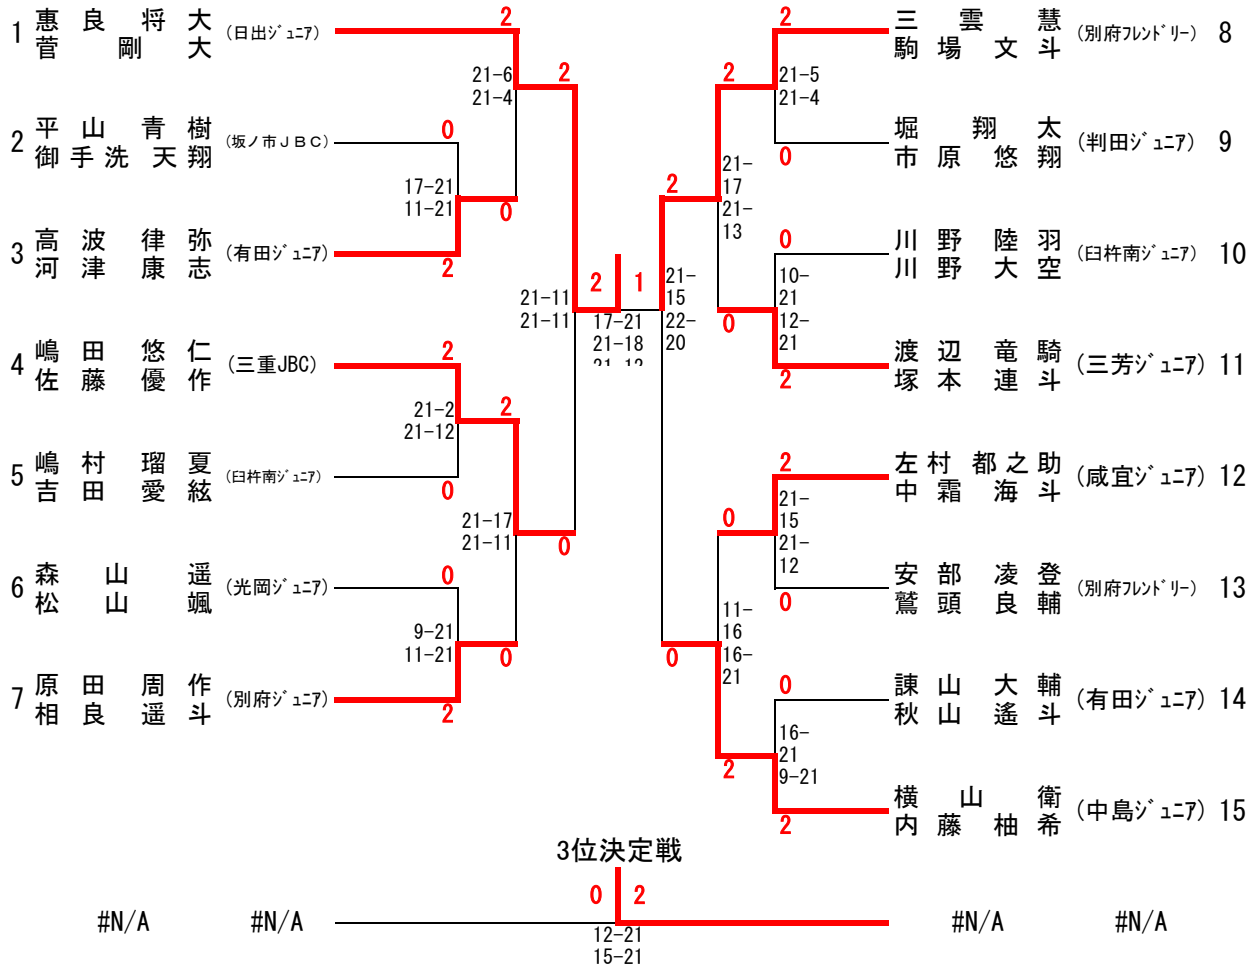 1 惠良将大 (日出ｼﾞｭﾆｱ)
菅剛大
2 平山青樹 (坂ノ市ＪＢＣ)
御手洗天翔
3 高波律弥 (有田ｼﾞｭﾆｱ)
河津康志
4 嶋田悠仁 (三重JBC)
佐藤優作
5 嶋村瑠夏 (臼杵南ｼﾞｭﾆｱ)
吉田愛絃
6 森山遥 (光岡ｼﾞｭﾆｱ)
松山颯
7 原田周作 (別府ｼﾞｭﾆｱ)
相良遥斗
2
21-6
21-4
2
0
17-21
11-21
0
2
21-11
21-11
2
21-2
21-12
2
0
21-17
21-11
0
0
9-21
11-21
0
2
2 1
17-21
21-18
三雲慧 (別府ﾌﾚﾝﾄﾞﾘｰ) 8
駒場文斗
堀翔太 (判田ｼﾞｭﾆｱ) 9
市原悠翔
川野陸羽 (臼杵南ｼﾞｭﾆｱ) 10
川野大空
渡辺竜騎 (三芳ｼﾞｭﾆｱ) 11
塚本連斗
左村都之助 (咸宜ｼﾞｭﾆｱ) 12
中霜海斗
安部凌登 (別府ﾌﾚﾝﾄﾞﾘｰ) 13
鷲頭良輔
諌山大輔 (有田ｼﾞｭﾆｱ) 14
秋山遙斗
横山衛 (中島ｼﾞｭﾆｱ) 15
内藤柚希
2
2
21-5
21-4
0
21-
17
21-
13
2
0
10-
21
12-
21
0
2
21-
15
22-
20
2
21-
15
21-
12
0
0
11-
16
16-
21
0
0
16-
21
9-21
2
2
3位決定戦
0 2
#N/A #N/A
12-21
15-21
#N/A #N/A